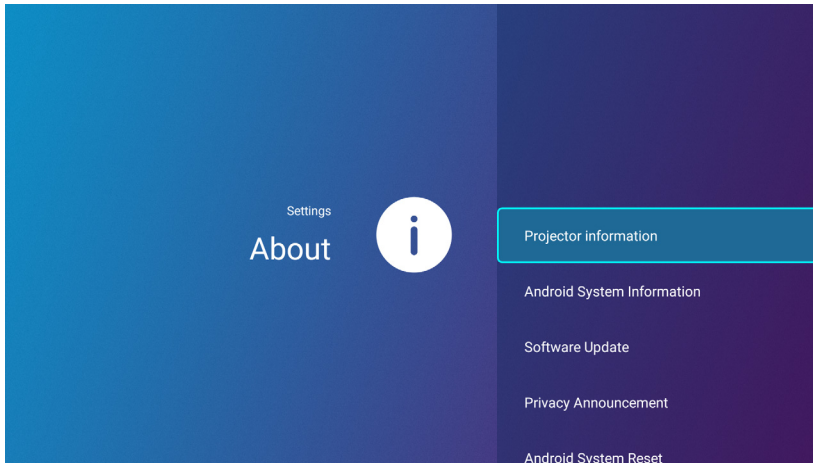 Settings
About
Projector information
Android System Information
Software Update
Privacy Announcement
Android System Reset